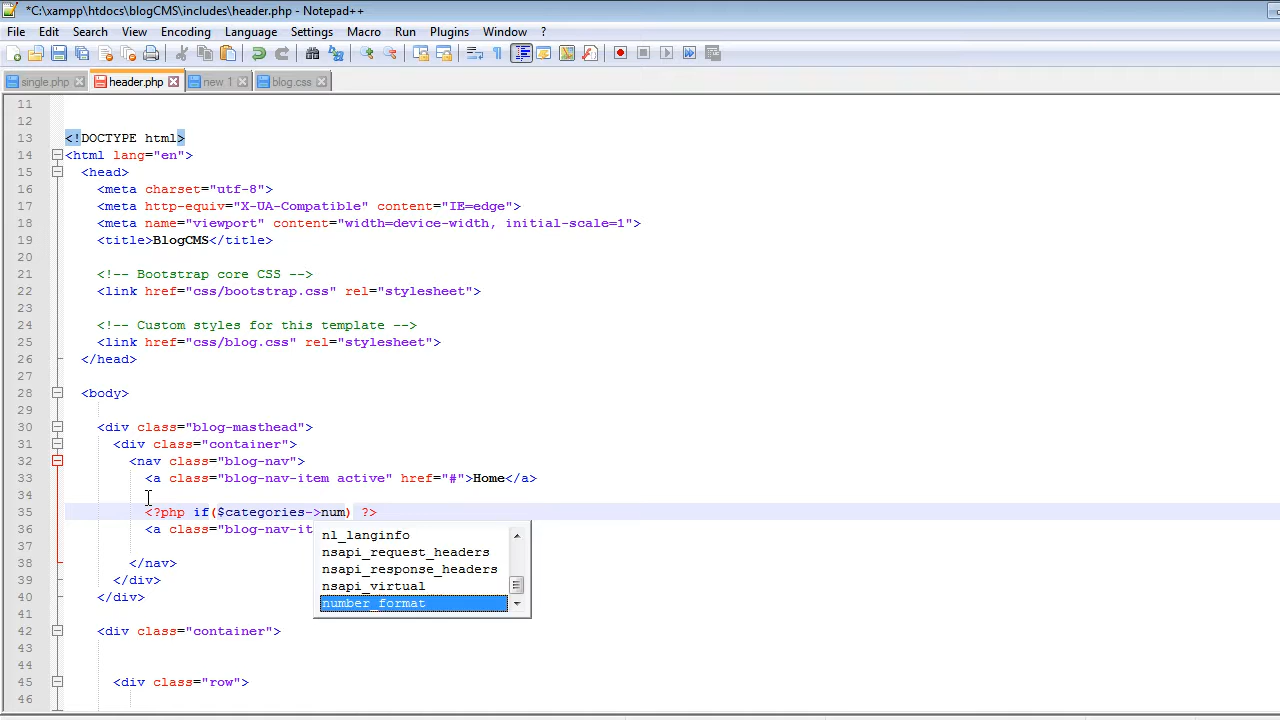 *C:\xampp\htdocs\blogCMS\includes\header.php - Notepad++
File Edit Search View Encoding Language Settings Macro Run Plugins Window ?
single.php header.php new 1 blog.css
11
12
13 <!DOCTYPE html>
14 <html lang="en">
15 <head>
16 <meta charset="utf-8">
17 <meta http-equiv="X-UA-Compatible" content="IE=edge">
18 <meta name="viewport" content="width=device-width, initial-scale=1">
19 <title>BlogCMS</title>
20
21 <!-- Bootstrap core CSS -->
22 <link href="css/bootstrap.css" rel="stylesheet">
23
24 <!-- Custom styles for this template -->
25 <link href="css/blog.css" rel="stylesheet">
26 </head>
27
28 <body>
29
30 <div class="blog-masthead">
31 <div class="container">
32 <nav class="blog-nav">
33 <a class="blog-nav-item active" href="#">Home</a>
34
35 <?php if($categories->num) ?>
36 <a class="blog-nav-it
nl_langinfo
37 nsapi_request_headers
38 </nav> nsapi_response_headers
39 </div> nsapi_virtual
40 </div> number_format
41
42 <div class="container">
43
44
45 <div class="row">
46